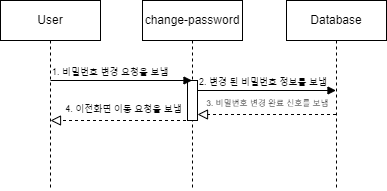 User
change-password
Database
1. 비밀번호 변경 요청을 보냄
2. 변경 된 비밀번호 정보를 보냄
3. 비밀번호 변경 완료 신호를 보냄
4. 이전화면 이동 요청을 보냄